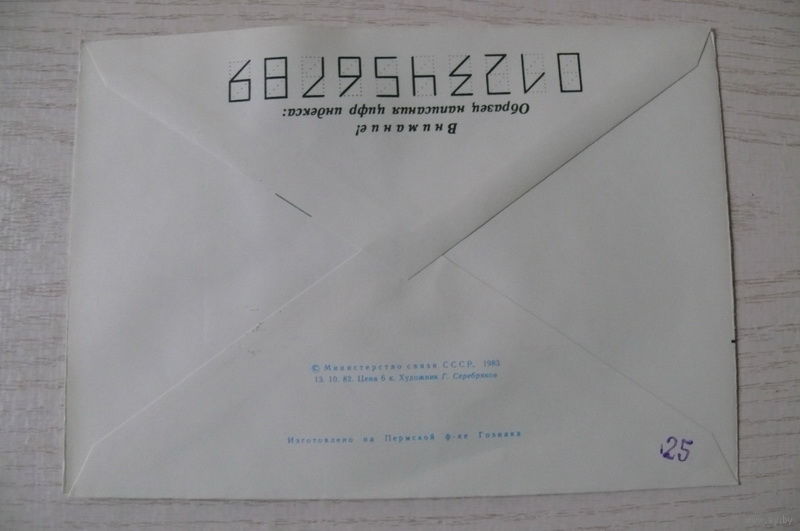 Внимание!
Образец написания цифр индекса:
0123456789
© Министерство связи СССР, 1983
13. 10. 82. Цена 6 к. Художник Г. Серебряков
Изготовлено на Пермской ф-ке Гознака
25